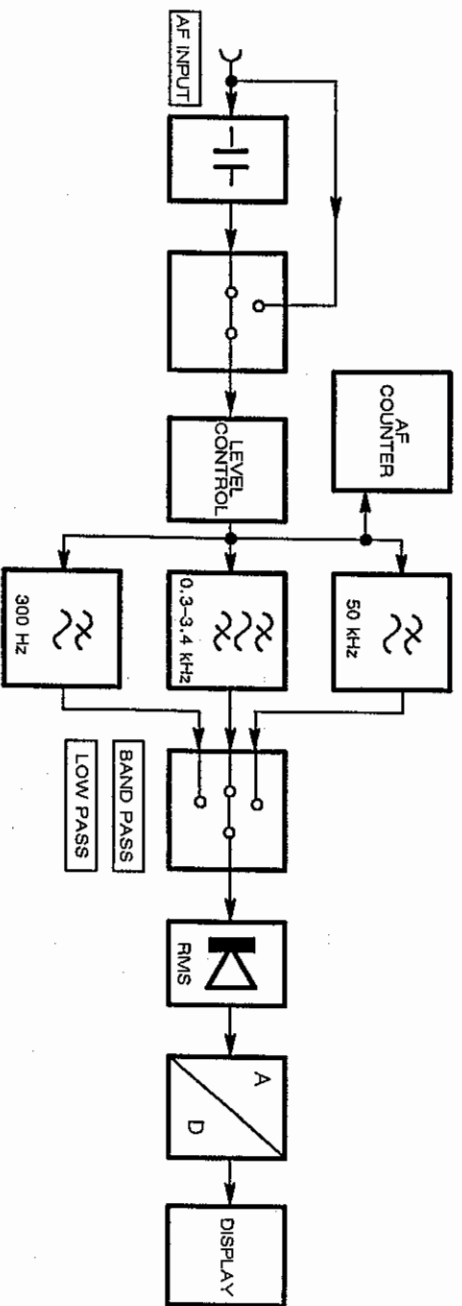 AF INPUT
LEVEL
CONTROL
AF
COUNTER
50 kHz
0.3–3.4 kHz
300 Hz
BAND PASS
LOW PASS
RMS
A
D
DISPLAY